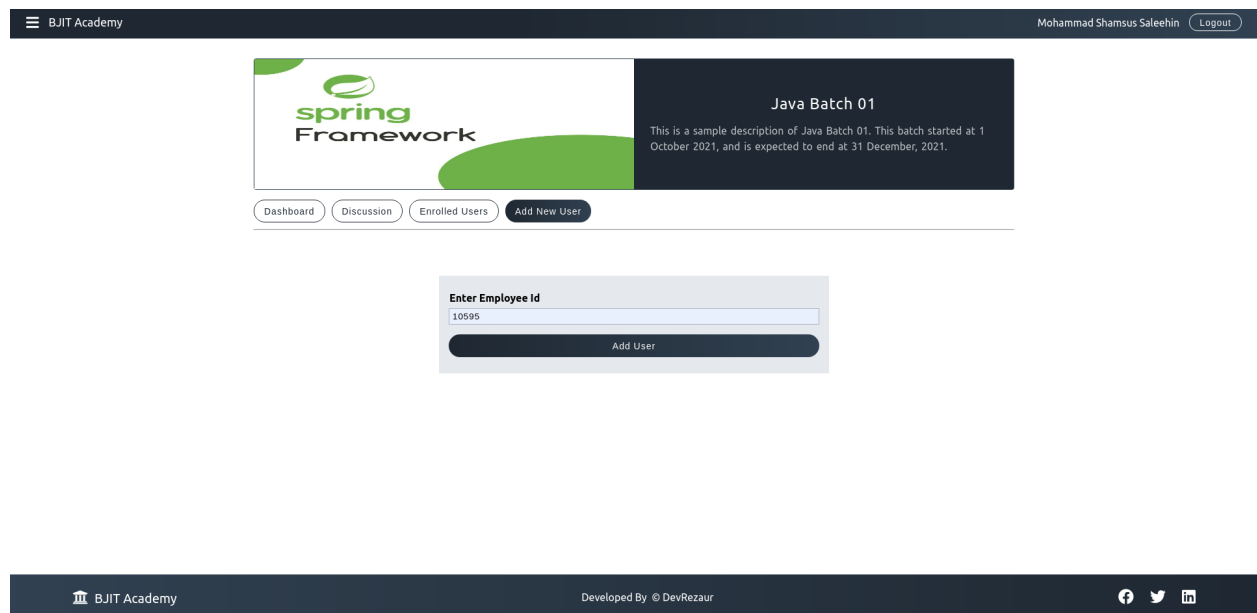 BJIT Academy
Mohammad Shamsus Saleehin
Logout
spring
Framework
Java Batch 01
This is a sample description of Java Batch 01. This batch started at 1
October 2021, and is expected to end at 31 December, 2021.
Dashboard
Discussion
Enrolled Users
Add New User
Enter Employee Id
10595
Add User
BJIT Academy
Developed By © DevRezaur